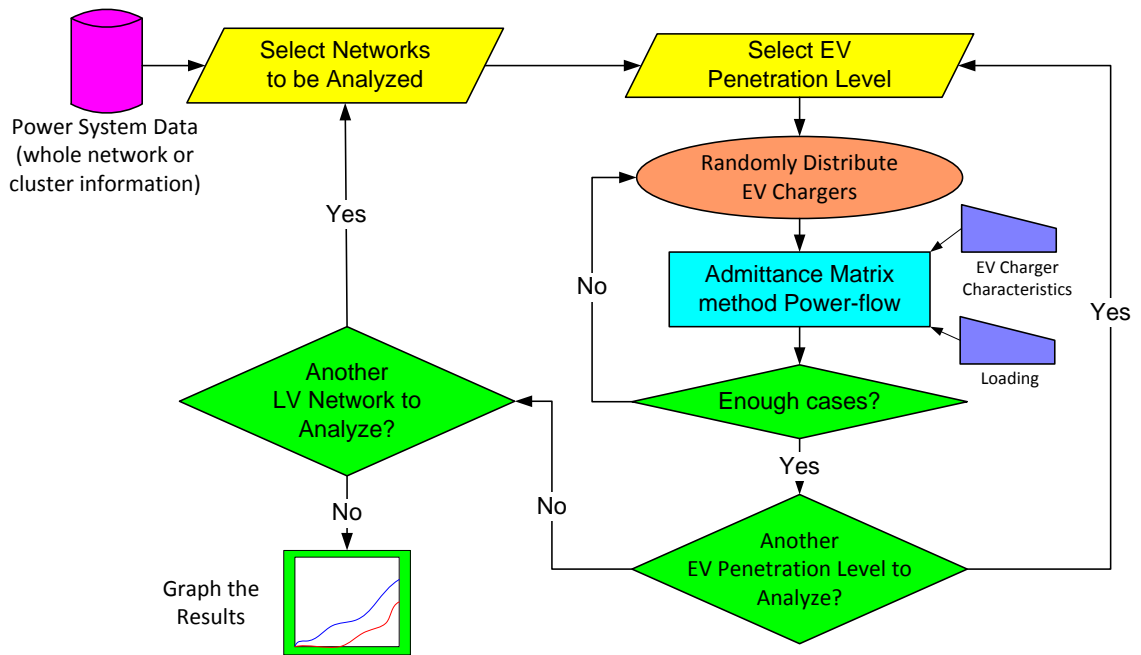 Select Networks
to be Analyzed
Select EV
Penetration Level
Power System Data
(whole network or
cluster information)
Randomly Distribute
EV Chargers
Yes
No
Admittance Matrix
method Power-flow
EV Charger
Characteristics
Yes
Loading
Another
LV Network to
Analyze?
Enough cases?
Yes
No
No
Another
EV Penetration Level to
Analyze?
Graph the
Results